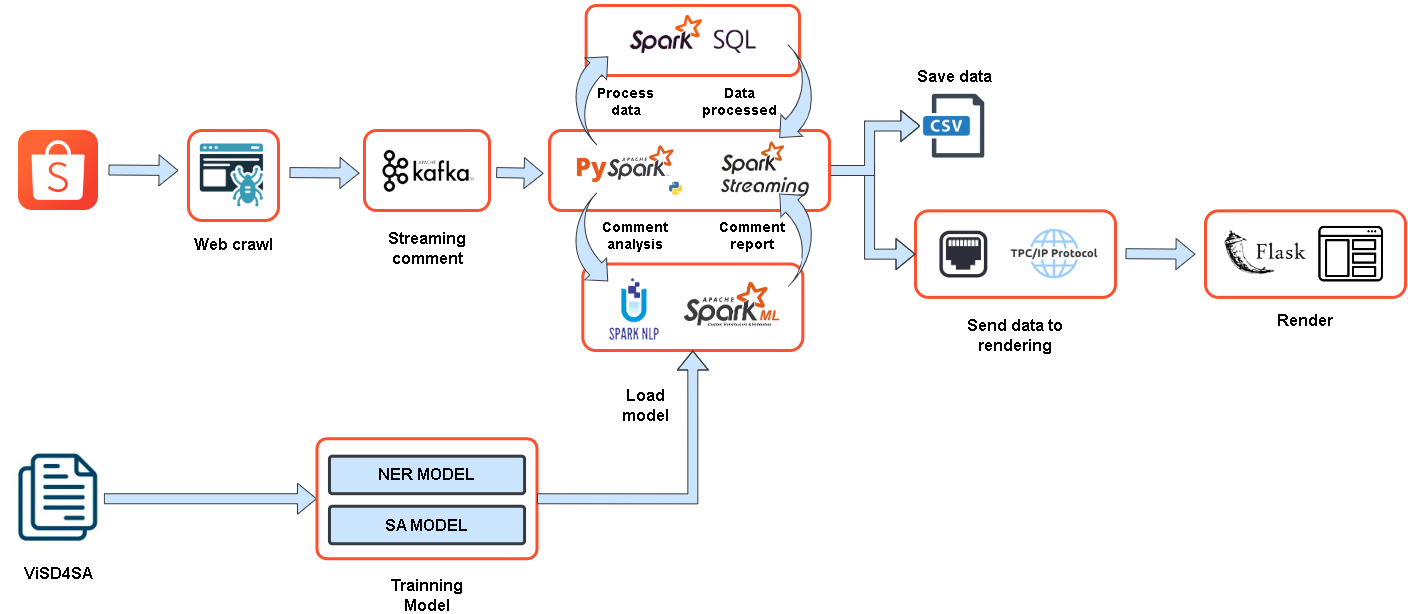 Spark SQL
Process
data
Data
processed
Save data
CSV
S
Web crawl
APACHE
kafka
Streaming
comment
PySpark
APACHE
Spark
Streaming
Comment
analysis
Comment
report
SPARK NLP
APACHE
Spark ML
TPC/IP Protocol
Send data to
rendering
Flask
Render
Load
model
ViSD4SA
NER MODEL
SA MODEL
Trainning
Model